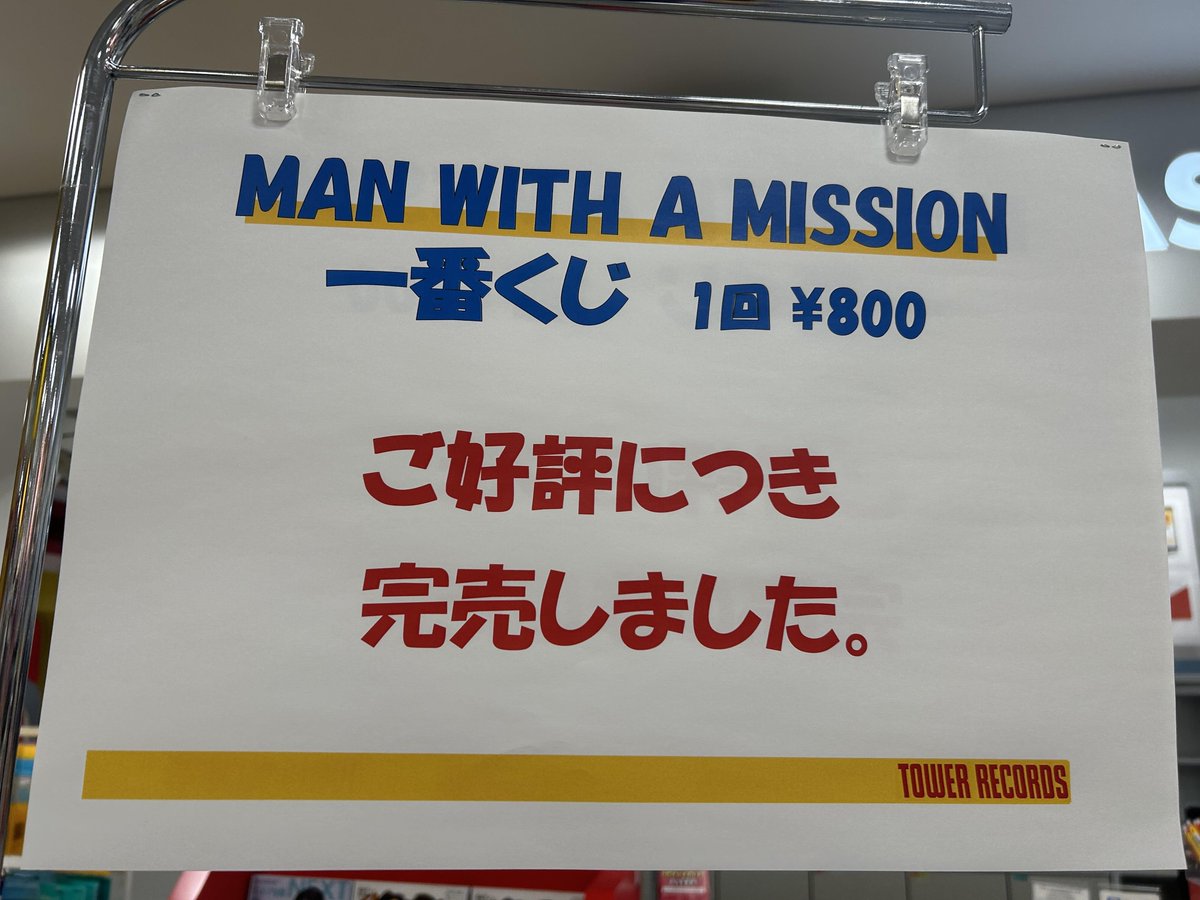 MAN WITH A MISSION
一番くじ 1回 ¥800
ご好評につき
完売しました。
TOWER RECORDS